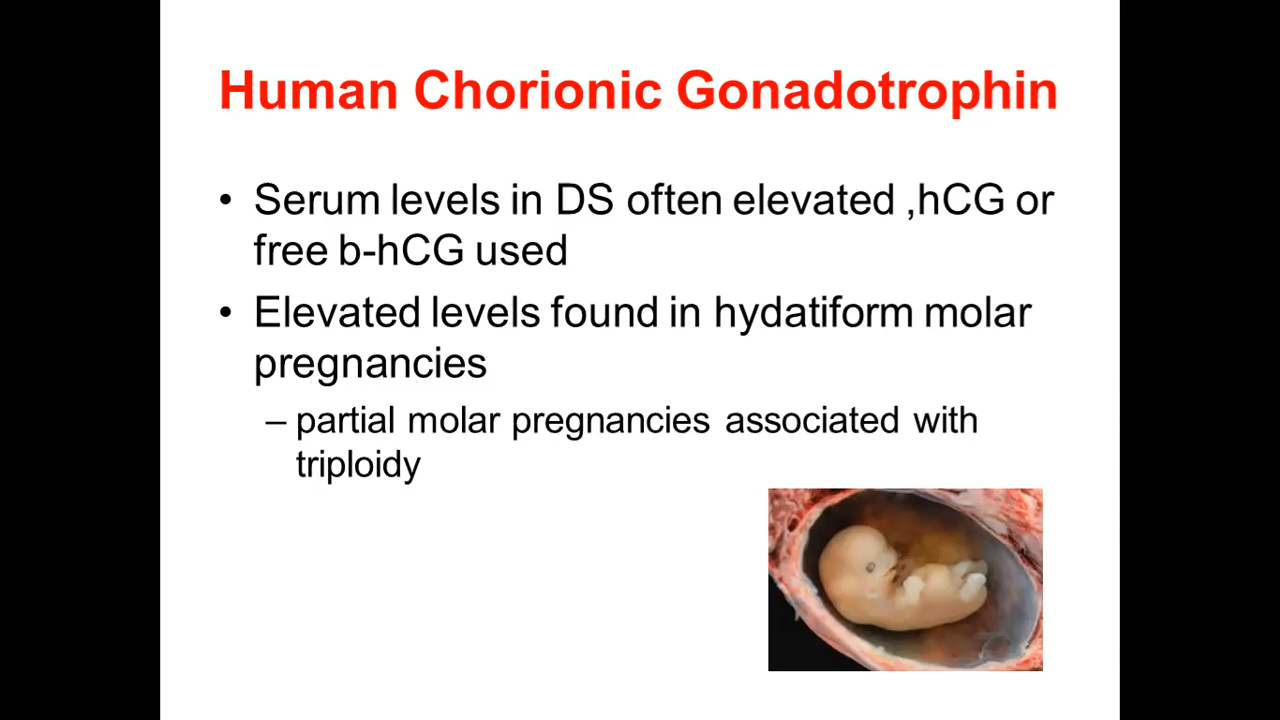 Human Chorionic Gonadotrophin
• Serum levels in DS often elevated ,hCG or
free b-hCG used
• Elevated levels found in hydatiform molar
pregnancies
– partial molar pregnancies associated with
triploidy